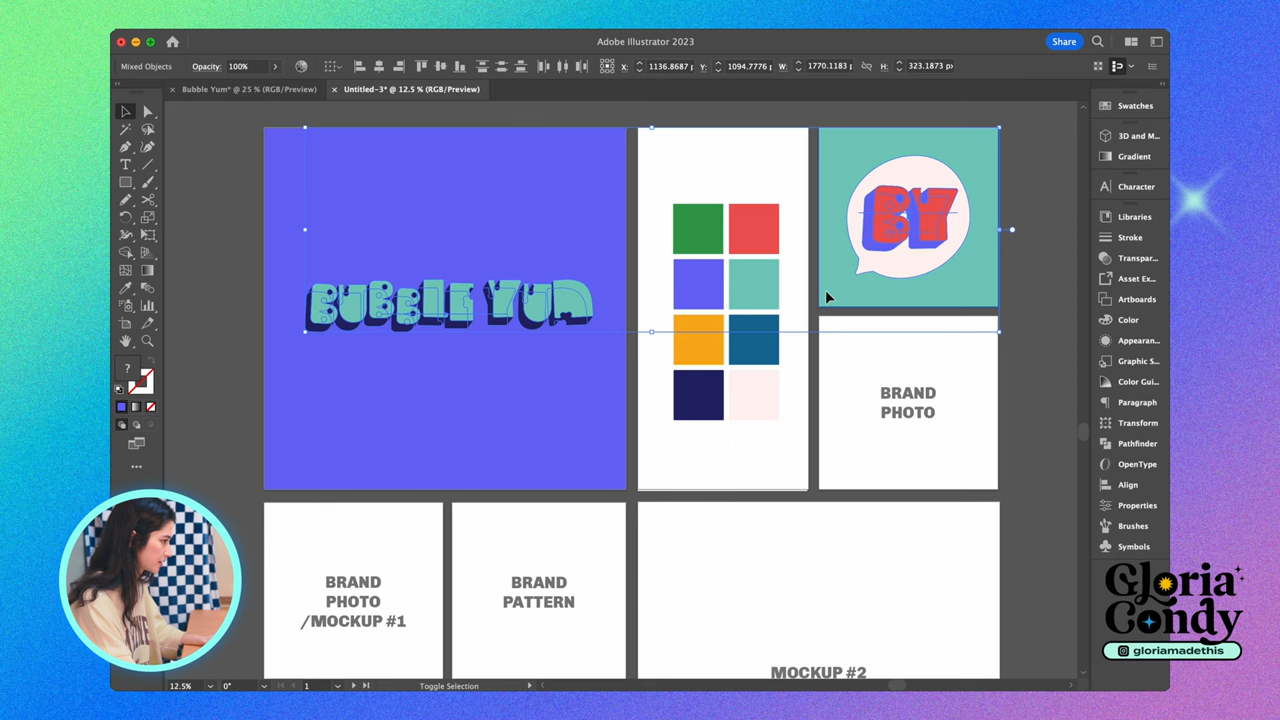 Adobe Illustrator 2023
Share
Mixed Objects
Opacity:
100%
X:
1136.8687 p
Y:
1094.7776 p
W:
1770.1183 p
H:
323.1873 px
× Bubble Yum* @ 25 % (RGB/Preview)
× Untitled-3* @ 12.5 % (RGB/Preview)
Swatches
3D and M...
Gradient
Character
Libraries
Stroke
Transpar...
Asset Ex...
Artboards
Color
Appearan...
Graphic S...
Color Gui...
Paragraph
Transform
Pathfinder
OpenType
Align
Properties
Brushes
Symbols
BUBBLE YUM
BY
BRAND
PHOTO
BRAND
PHOTO
/MOCKUP #1
BRAND
PATTERN
MOCKUP #2
?
12.5%
0°
1
Toggle Selection
Gloria
Condy
gloriamadethis